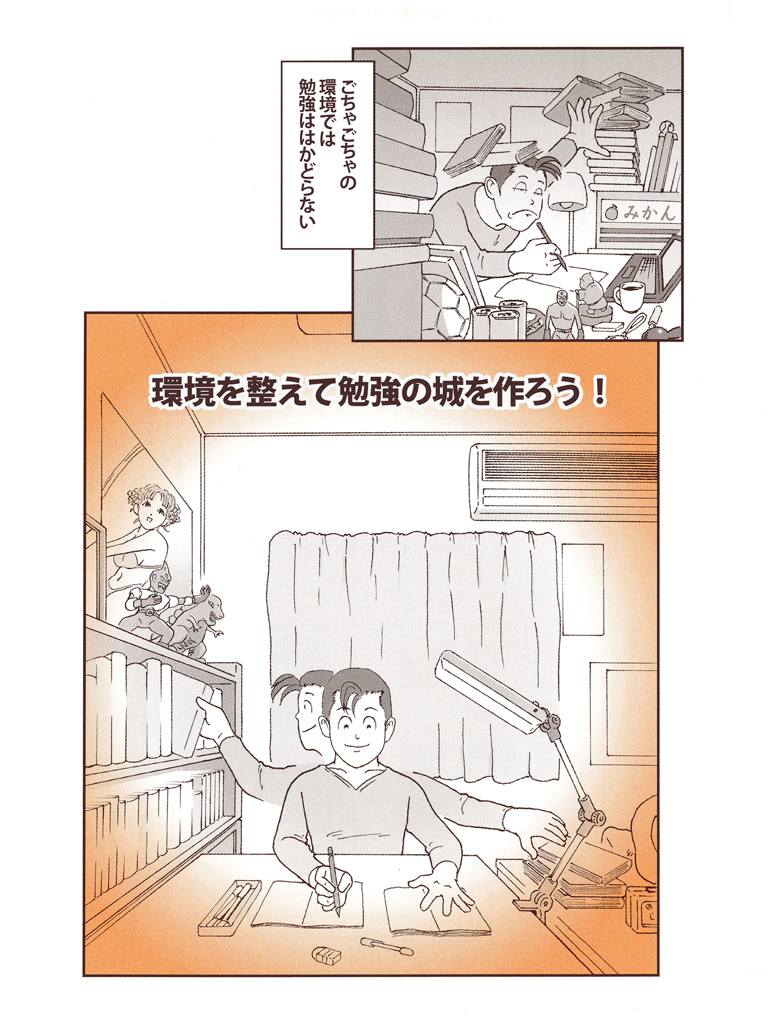 ごちゃごちゃの
環境では
勉強ははかどらない
みかん
環境を整えて勉強の城を作ろう！